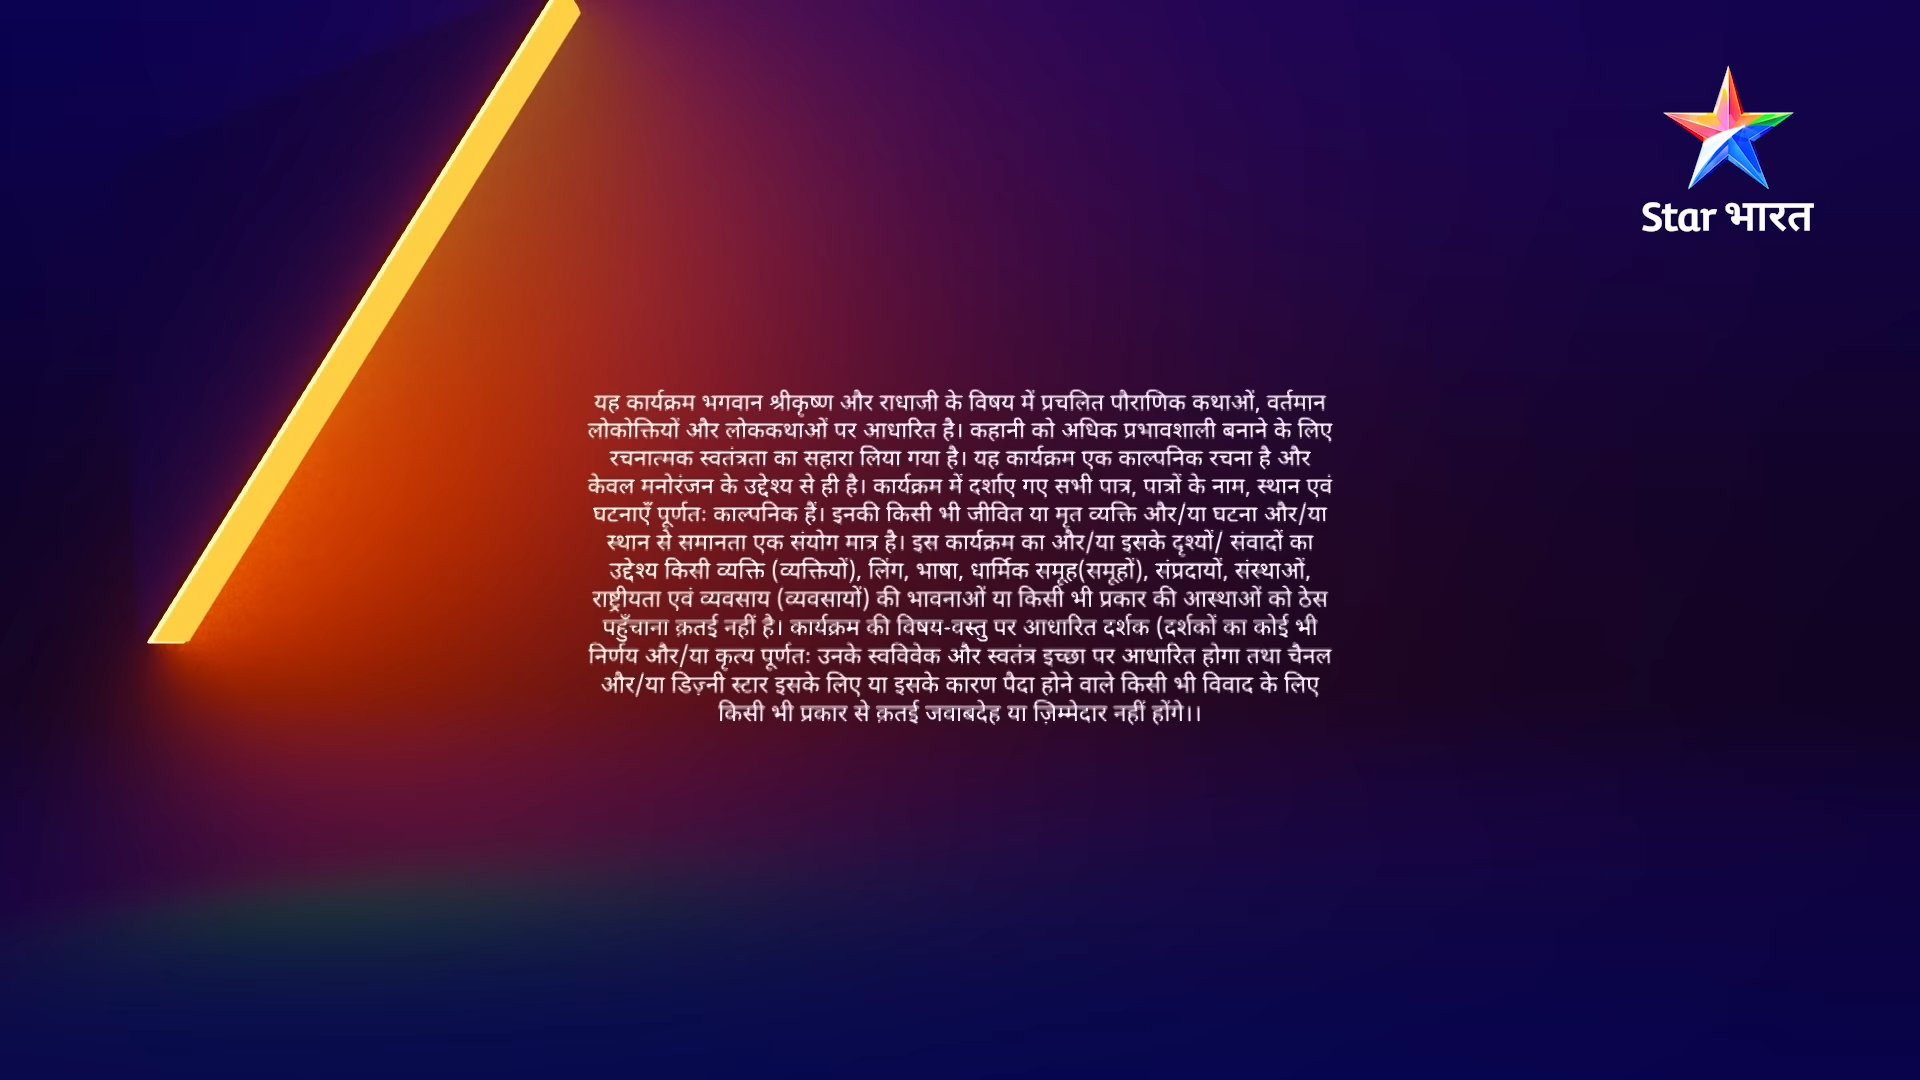 Star भारत
यह कार्यक्रम भगवान श्रीकृष्ण और राधाजी के विषय में प्रचलित पौराणिक कथाओं, वर्तमान
लोकोक्तियों और लोककथाओं पर आधारित है। कहानी को अधिक प्रभावशाली बनाने के लिए
रचनात्मक स्वतंत्रता का सहारा लिया गया है। यह कार्यक्रम एक काल्पनिक रचना है और
केवल मनोरंजन के उद्देश्य से ही है। कार्यक्रम में दर्शाए गए सभी पात्र, पात्रों के नाम, स्थान एवं
घटनाएँ पूर्णतः काल्पनिक हैं। इनकी किसी भी जीवित या मृत व्यक्ति और/या घटना और/या
स्थान से समानता एक संयोग मात्र है। इस कार्यक्रम का और/या इसके दृश्यों/ संवादों का
उद्देश्य किसी व्यक्ति (व्यक्तियों), लिंग, भाषा, धार्मिक समूह(समूहों), संप्रदायों, संस्थाओं,
राष्ट्रीयता एवं व्यवसाय (व्यवसायों) की भावनाओं या किसी भी प्रकार की आस्थाओं को ठेस
पहुँचाना क़तई नहीं है। कार्यक्रम की विषय-वस्तु पर आधारित दर्शक (दर्शकों का कोई भी
निर्णय और/या कृत्य पूर्णतः उनके स्वविवेक और स्वतंत्र इच्छा पर आधारित होगा तथा चैनल
और/या डिज़्नी स्टार इसके लिए या इसके कारण पैदा होने वाले किसी भी विवाद के लिए
किसी भी प्रकार से क़तई जवाबदेह या ज़िम्मेदार नहीं होंगे।।